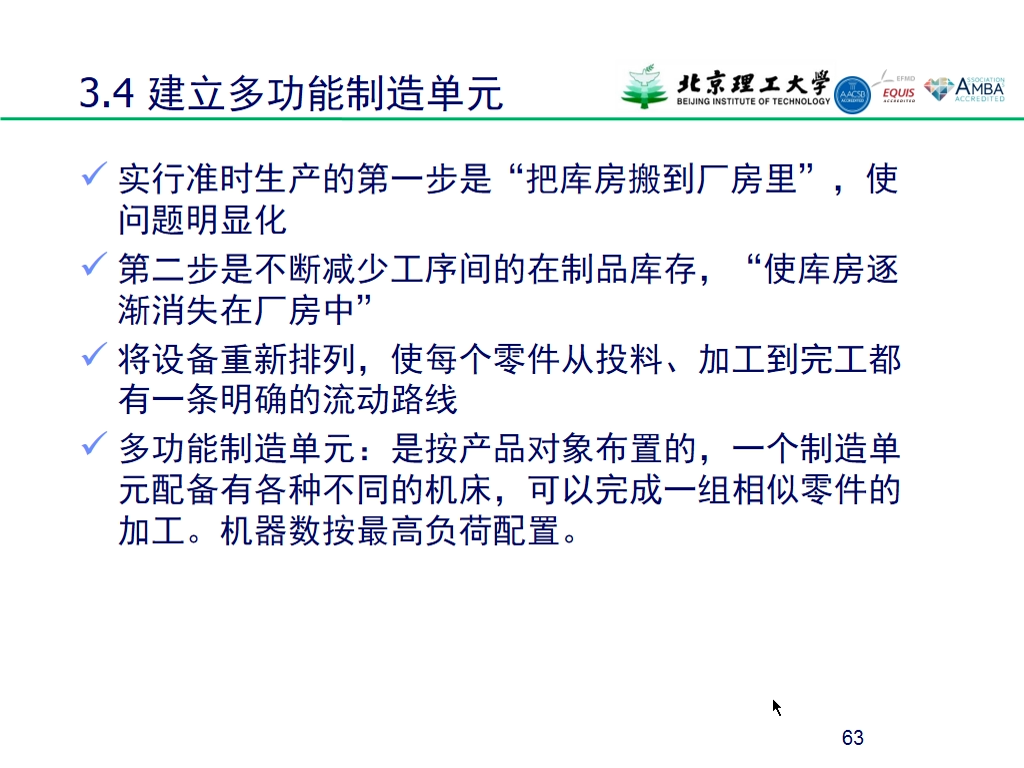 3.4 建立多功能制造单元
北京理工大学
BEIJING INSTITUTE OF TECHNOLOGY
AACSB
ACCREDITED
EFMD
EQUIS
ACCREDITED
ASSOCIATION
AMBA
ACCREDITED
✓ 实行准时生产的第一步是“把库房搬到厂房里”，使
问题明显化
✓ 第二步是不断减少工序间的在制品库存，“使库房逐
渐消失在厂房中”
✓ 将设备重新排列，使每个零件从投料、加工到完工都
有一条明确的流动路线
✓ 多功能制造单元：是按产品对象布置的，一个制造单
元配备有各种不同的机床，可以完成一组相似零件的
加工。机器数按最高负荷配置。
63